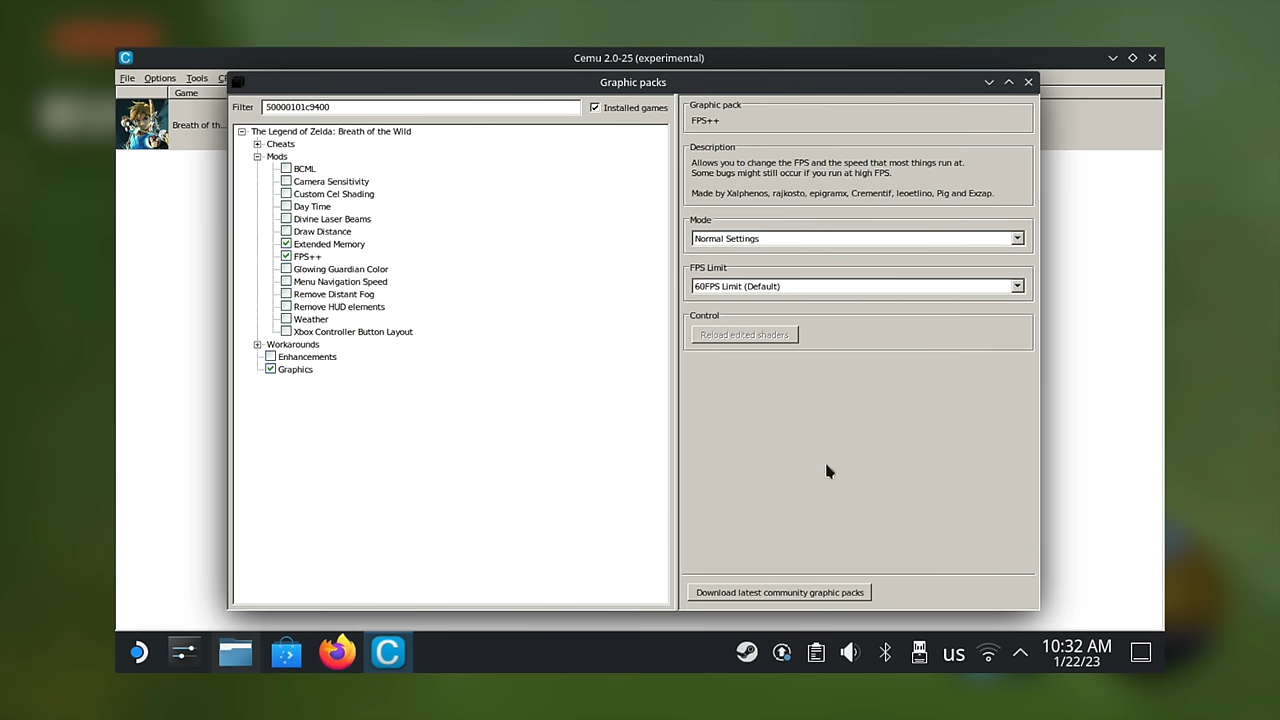 Cemu 2.0-25 (experimental)
File Options Tools
Game
Breath of th...
Graphic packs
Filter 50000101c9400 Installed games
The Legend of Zelda: Breath of the Wild
Cheats
Mods
BCML
Camera Sensitivity
Custom Cel Shading
Day Time
Divine Laser Beams
Draw Distance
Extended Memory
FPS++
Glowing Guardian Color
Menu Navigation Speed
Remove Distant Fog
Remove HUD elements
Weather
Xbox Controller Button Layout
Workarounds
Enhancements
Graphics
Graphic pack
FPS++
Description
Allows you to change the FPS and the speed that most things run at.
Some bugs might still occur if you run at high FPS.
Made by Xalphenos, rajkosto, epigramx, Crementif, leoetlino, Pig and Exzap.
Mode
Normal Settings
FPS Limit
60FPS Limit (Default)
Control
Reload edited shaders
Download latest community graphic packs
us
10:32 AM
1/22/23